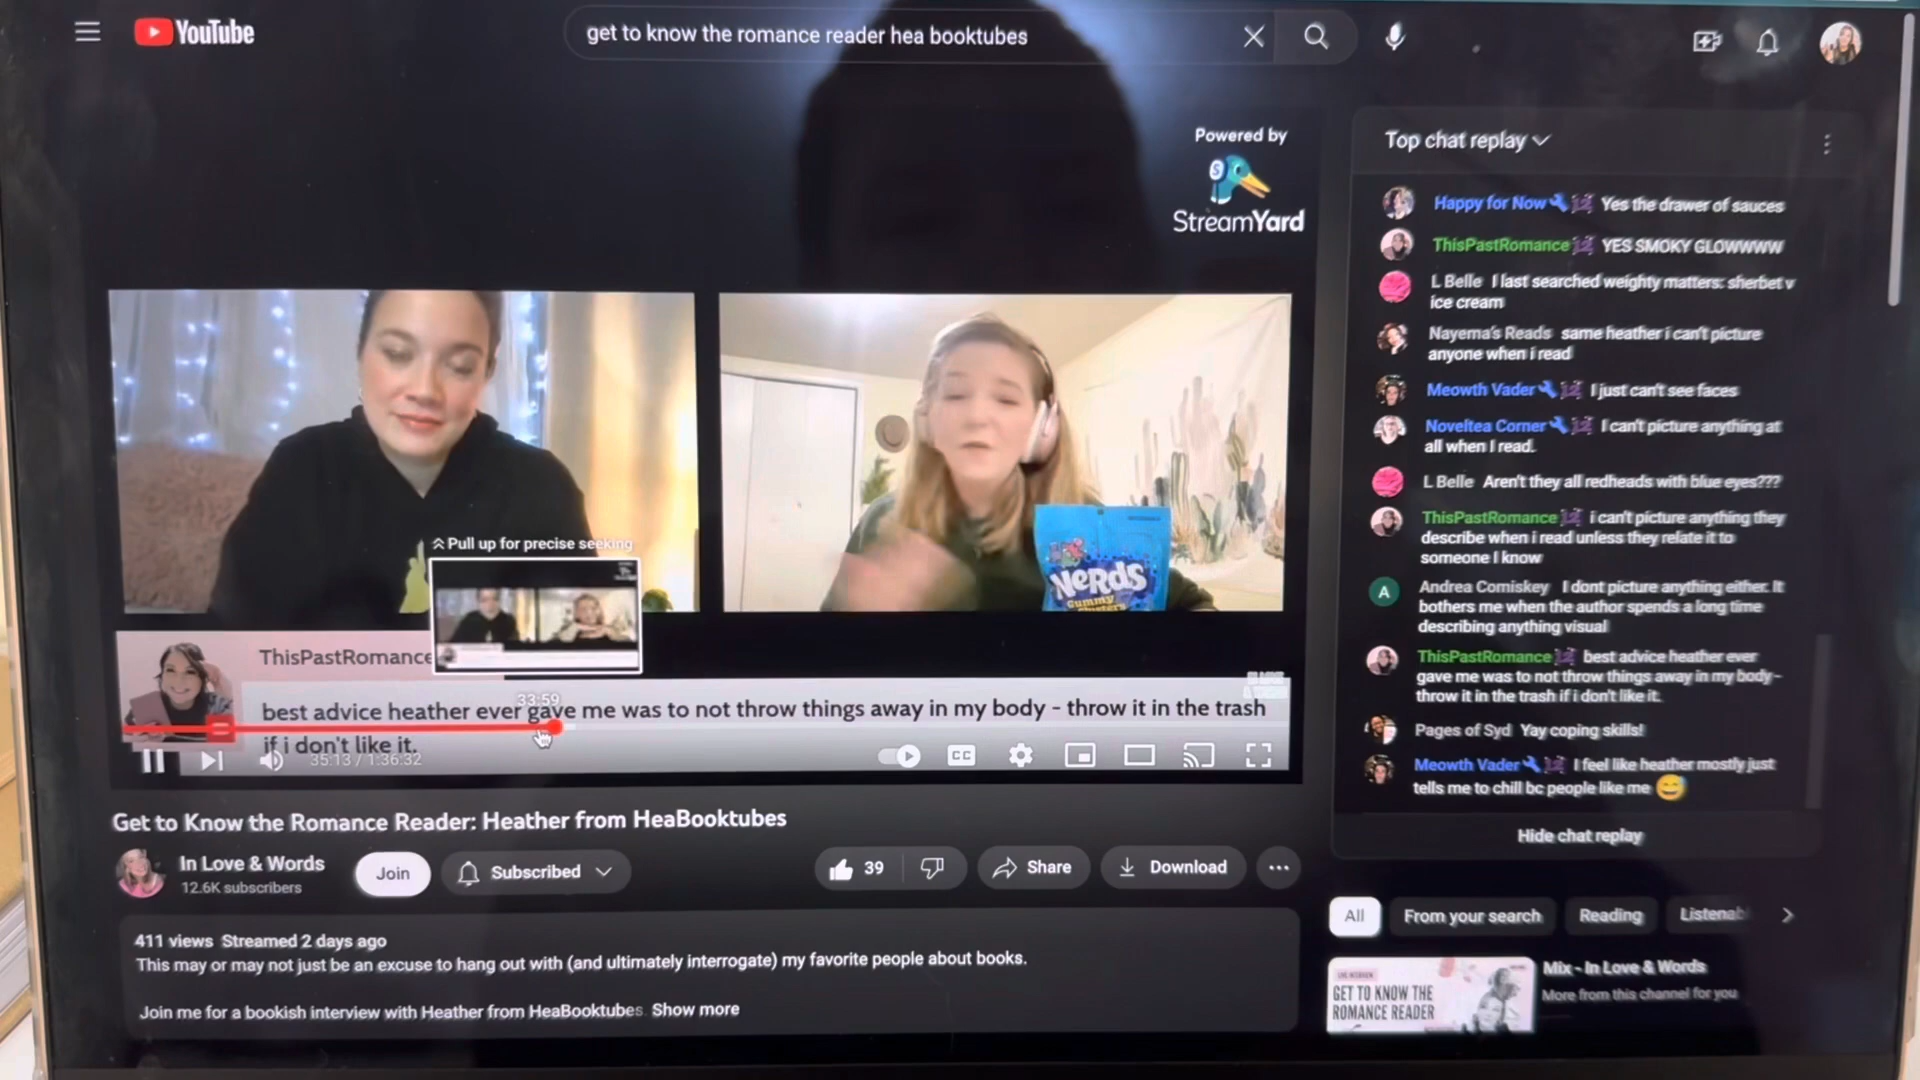 YouTube
get to know the romance reader hea booktubes
Powered by
StreamYard
Top chat replay
Happy for Now Yes the drawer of sauces
ThisPastRomance YES SMOKY GLOWWWW
L Belle I last searched weighty matters: sherbet v
ice cream
Nayema's Reads same heather i can't picture
anyone when i read
Meowth Vader I just can't see faces
Noveltea Corner I can't picture anything at
all when I read.
L Belle Aren't they all redheads with blue eyes???
ThisPastRomance i can't picture anything they
describe when i read unless they relate it to
someone I know
A
Andrea Comiskey I dont picture anything either. It
bothers me when the author spends a long time
describing anything visual
ThisPastRomance best advice heather ever
gave me was to not throw things away in my body -
throw it in the trash if i don't like it.
Pages of Syd Yay coping skills!
Meowth Vader I feel like heather mostly just
tells me to chill bc people like me 😅
Hide chat replay
NERDS
Gummy
Clusters
Pull up for precise seeking
ThisPastRomance
33:59
best advice heather ever gave me was to not throw things away in my body - throw it in the trash
if i don't like it.
35:13 / 1:36:32
CC
Get to Know the Romance Reader: Heather from HeaBooktubes
In Love & Words
12.6K subscribers
Join
Subscribed
39
Share
Download
411 views Streamed 2 days ago
This may or may not just be an excuse to hang out with (and ultimately interrogate) my favorite people about books.
Join me for a bookish interview with Heather from HeaBooktubes. Show more
All
From your search
Reading
Listenab
GET TO KNOW THE
ROMANCE READER
Mix - In Love & Words
More from this channel for you